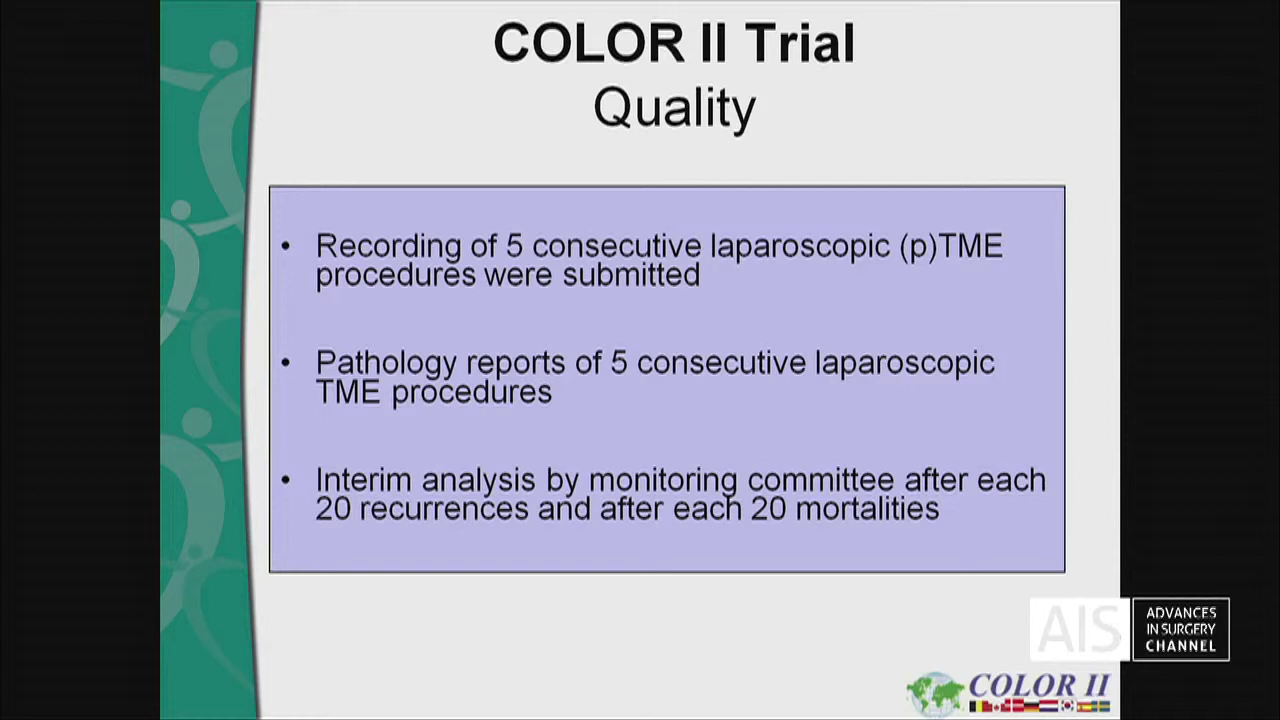 COLOR II Trial
Quality
• Recording of 5 consecutive laparoscopic (p)TME
procedures were submitted
• Pathology reports of 5 consecutive laparoscopic
TME procedures
• Interim analysis by monitoring committee after each
20 recurrences and after each 20 mortalities
AIS
ADVANCES
IN SURGERY
CHANNEL
COLOR II